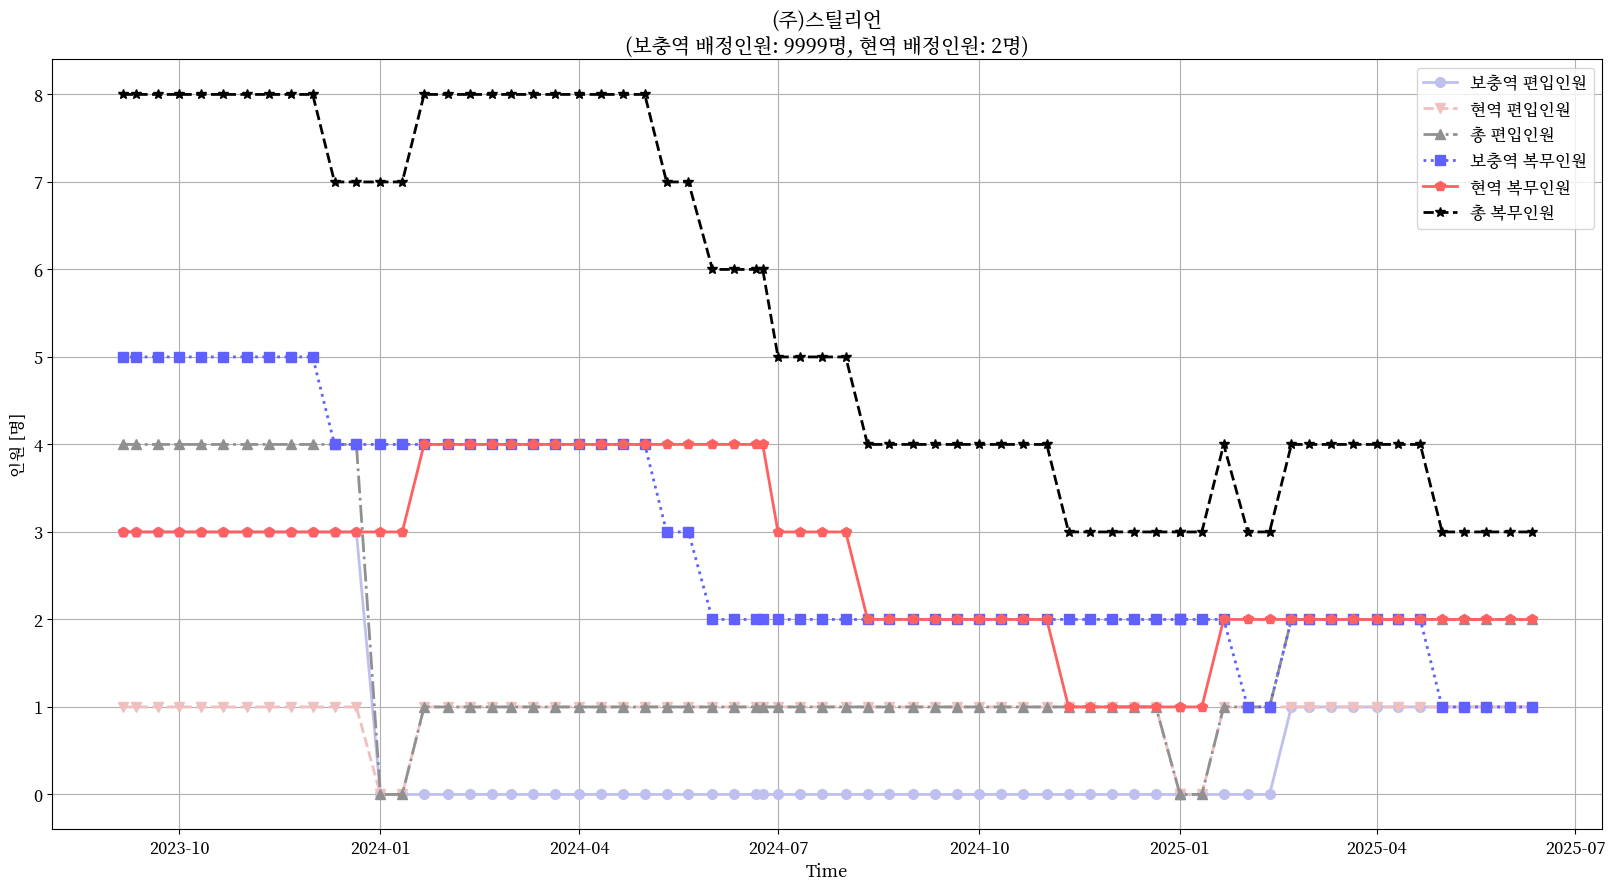 (주)스틸리언
(보충역 배정인원: 9999명, 현역 배정인원: 2명)
보충역 편입인원
현역 편입인원
총 편입인원
보충역 복무인원
현역 복무인원
총 복무인원
인원 [명]
8
7
6
5
4
3
2
1
0
2023-10
2024-01
2024-04
2024-07
2024-10
2025-01
2025-04
2025-07
Time